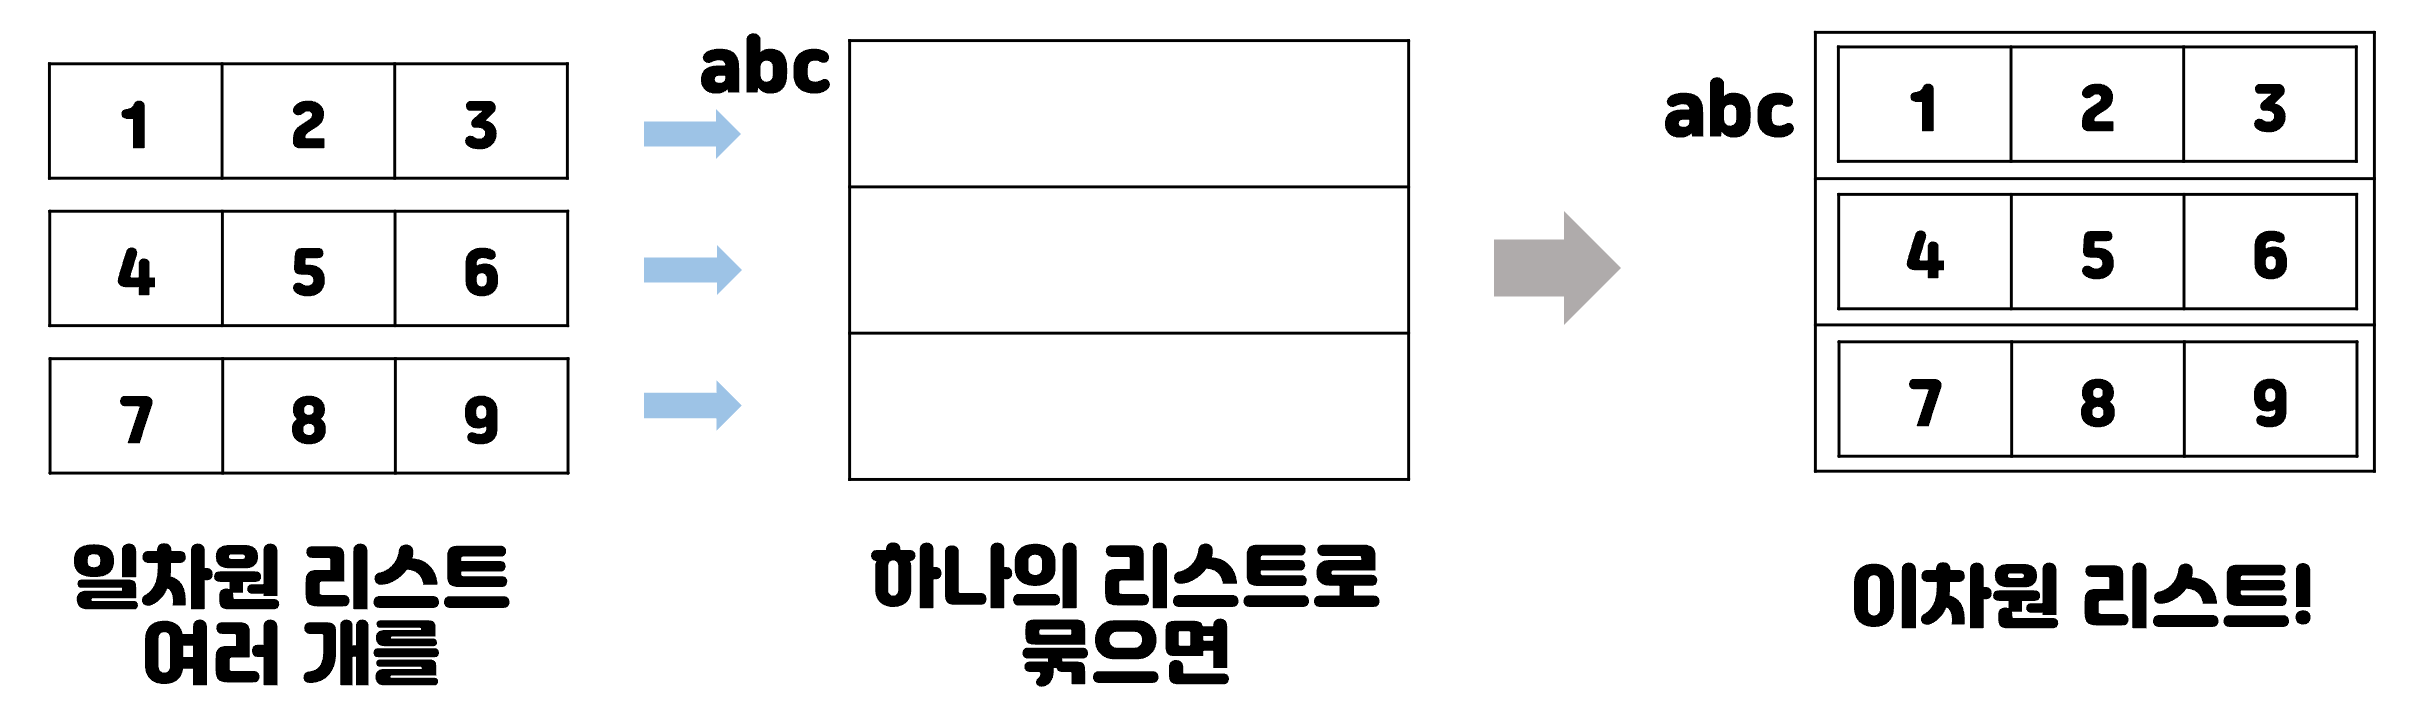 1 2 3
4 5 6
7 8 9
일차원 리스트
여러 개를
abc
하나의 리스트로
묶으면
abc
1 2 3
4 5 6
7 8 9
이차원 리스트!